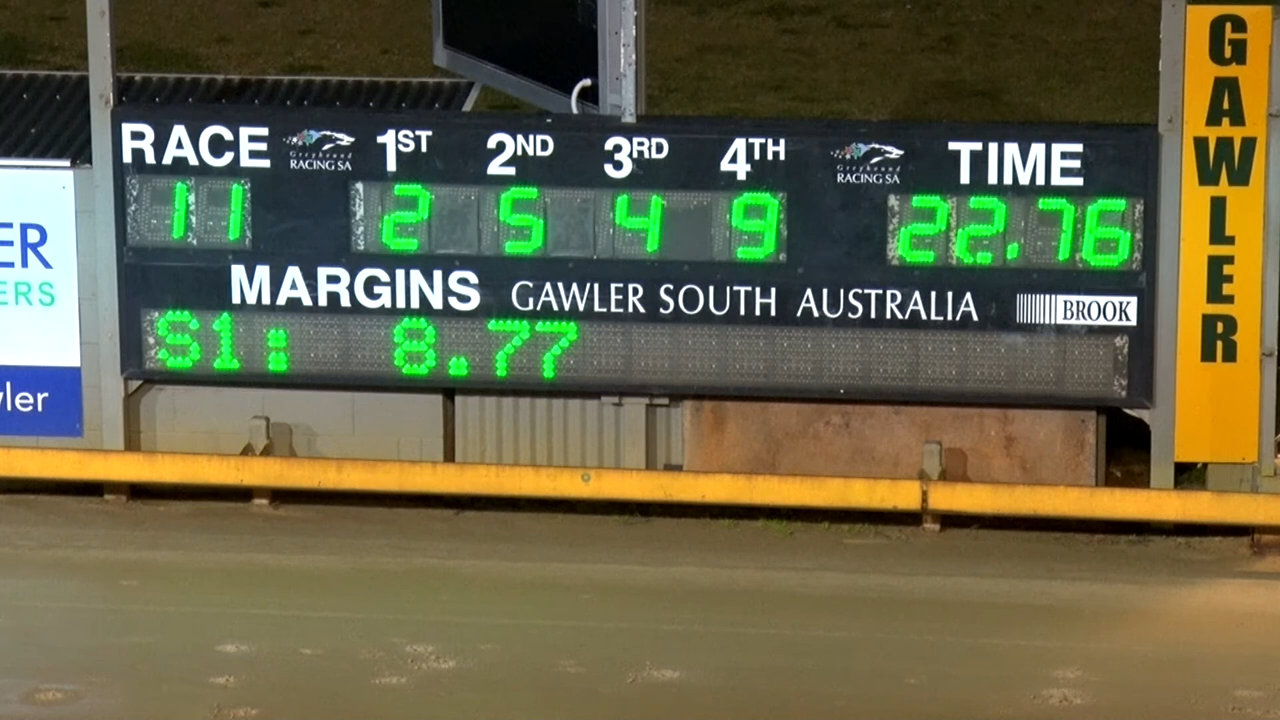 RACE 1ST 2ND 3RD 4TH TIME
Greyhound
RACING SA
Greyhound
RACING SA
11 2 5 4 9 22.76
MARGINS GAWLER SOUTH AUSTRALIA BROOK
S1: 8.77
GAWLER
ER
ERS
ler